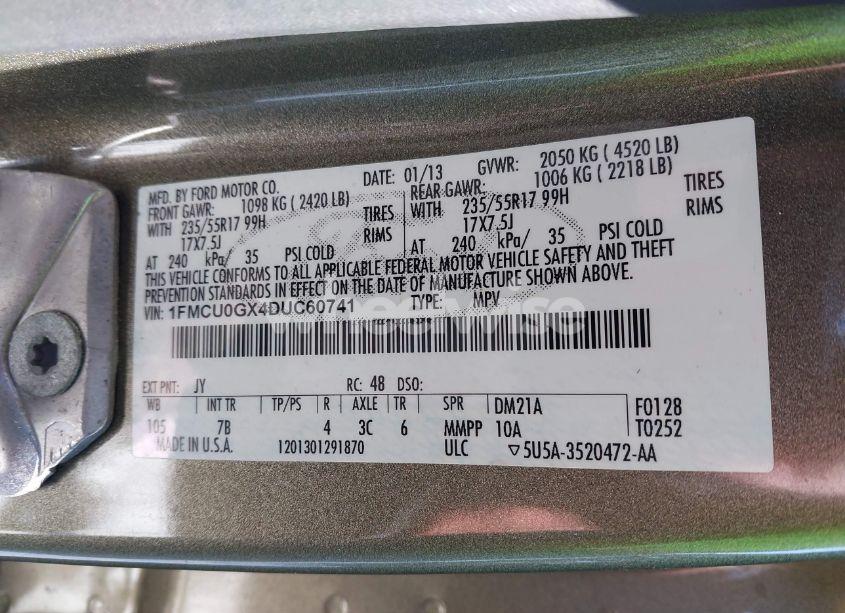 MFD. BY FORD MOTOR CO. DATE: 01/13 GVWR: 2050 KG ( 4520 LB)
FRONT GAWR: 1098 KG ( 2420 LB) REAR GAWR: 1006 KG ( 2218 LB)
WITH 235/55R17 99H TIRES WITH 235/55R17 99H TIRES
17X7.5J RIMS 17X7.5J RIMS
AT 240 kPa/ 35 PSI COLD AT 240 kPa/ 35 PSI COLD
THIS VEHICLE CONFORMS TO ALL APPLICABLE FEDERAL MOTOR VEHICLE SAFETY AND THEFT
PREVENTION STANDARDS IN EFFECT ON THE DATE OF MANUFACTURE SHOWN ABOVE.
VIN: 1FMCU0GX4DUC60741 TYPE: MPV
wheelwise
EXT PNT: JY RC: 48 DSO:
WB INT TR TP/PS R AXLE TR SPR DM21A F0128
105 7B 4 3C 6 MMPP 10A T0252
MADE IN U.S.A. 1201301291870 ULC ▽5U5A-3520472-AA